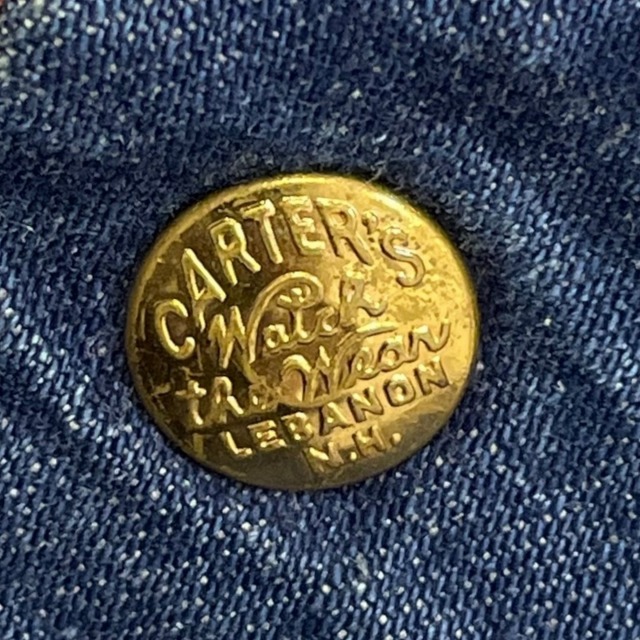 CARTER'S
Watch
the Wear
LEBANON
N.H.